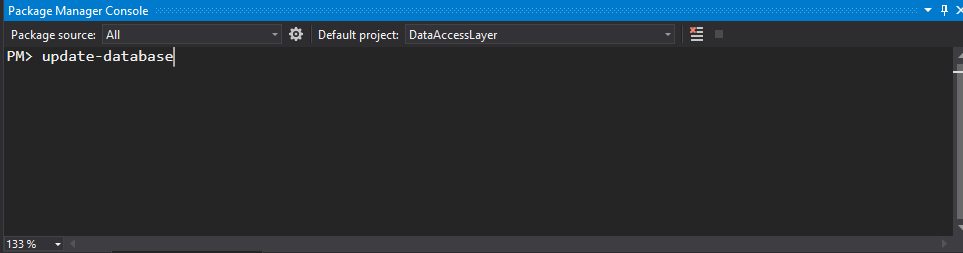 Package Manager Console
Package source: All Default project: DataAccessLayer
PM> update-database
133 %